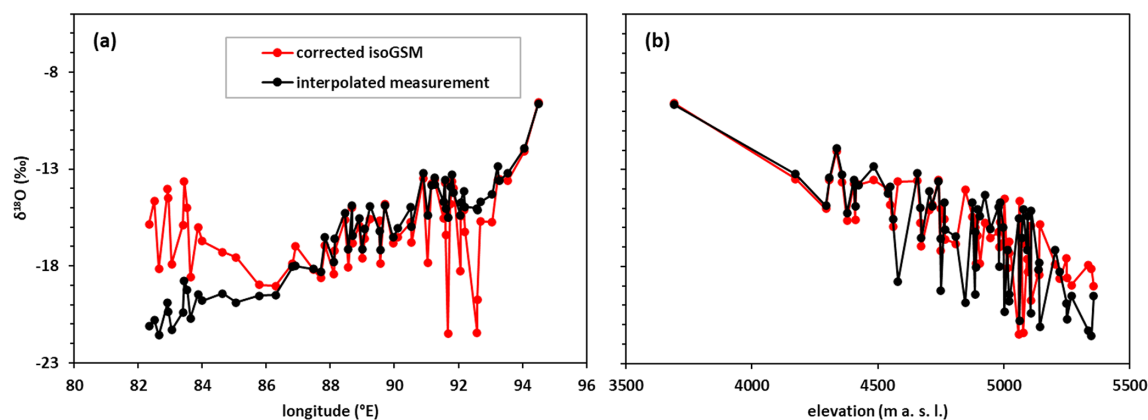 (a)
corrected isoGSM
interpolated measurement
(b)
δ¹⁸O (‰)
-8
-13
-18
-23
80 82 84 86 88 90 92 94 96
longitude (°E)
3500 4000 4500 5000 5500
elevation (m a. s. l.)